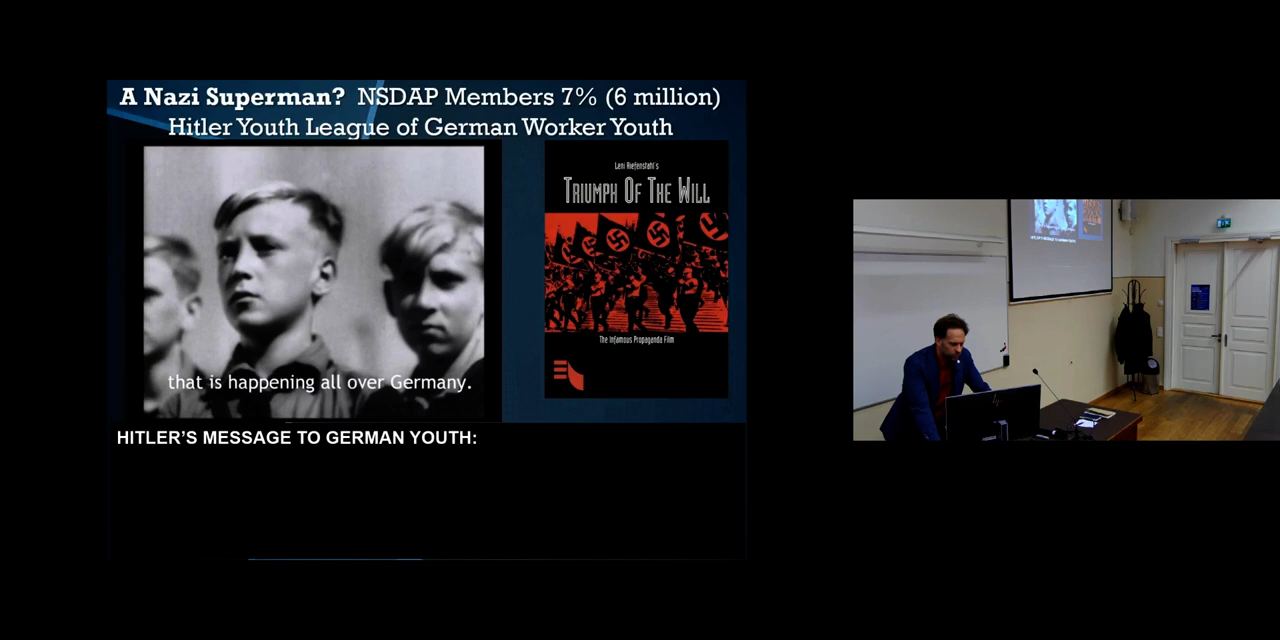 A Nazi Superman? NSDAP Members 7% (6 million)
Hitler Youth League of German Worker Youth
that is happening all over Germany.
Leni Riefenstahl's
TRIUMPH OF THE WILL
The Infamous Propaganda Film
HITLER'S MESSAGE TO GERMAN YOUTH: